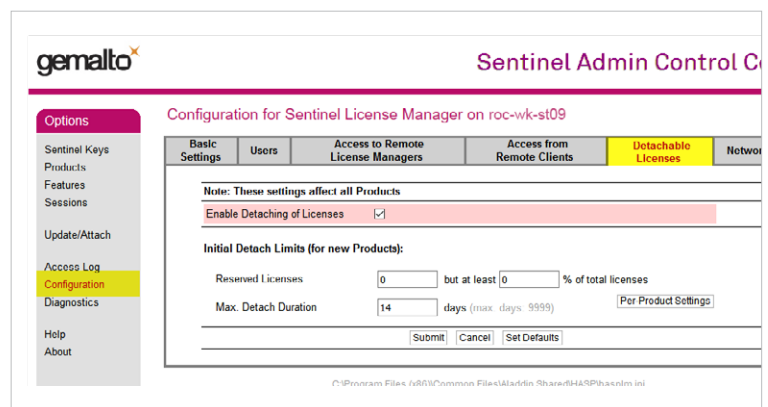 gemalto
Sentinel Admin Control C
Options
Sentinel Keys
Products
Features
Sessions
Update/Attach
Access Log
Configuration
Diagnostics
Help
About
Configuration for Sentinel License Manager on roc-wk-st09
Basic Settings
Users
Access to Remote License Managers
Access from Remote Clients
Detachable Licenses
Networ
Note: These settings affect all Products
Enable Detaching of Licenses
Initial Detach Limits (for new Products):
Reserved Licenses 0 but at least 0 % of total licenses
Max. Detach Duration 14 days (max. days 9999) Per Product Settings
Submit Cancel Set Defaults
C:\Program Files (x86)\Common Files\Aladdin Shared\HASP\hasplm.ini